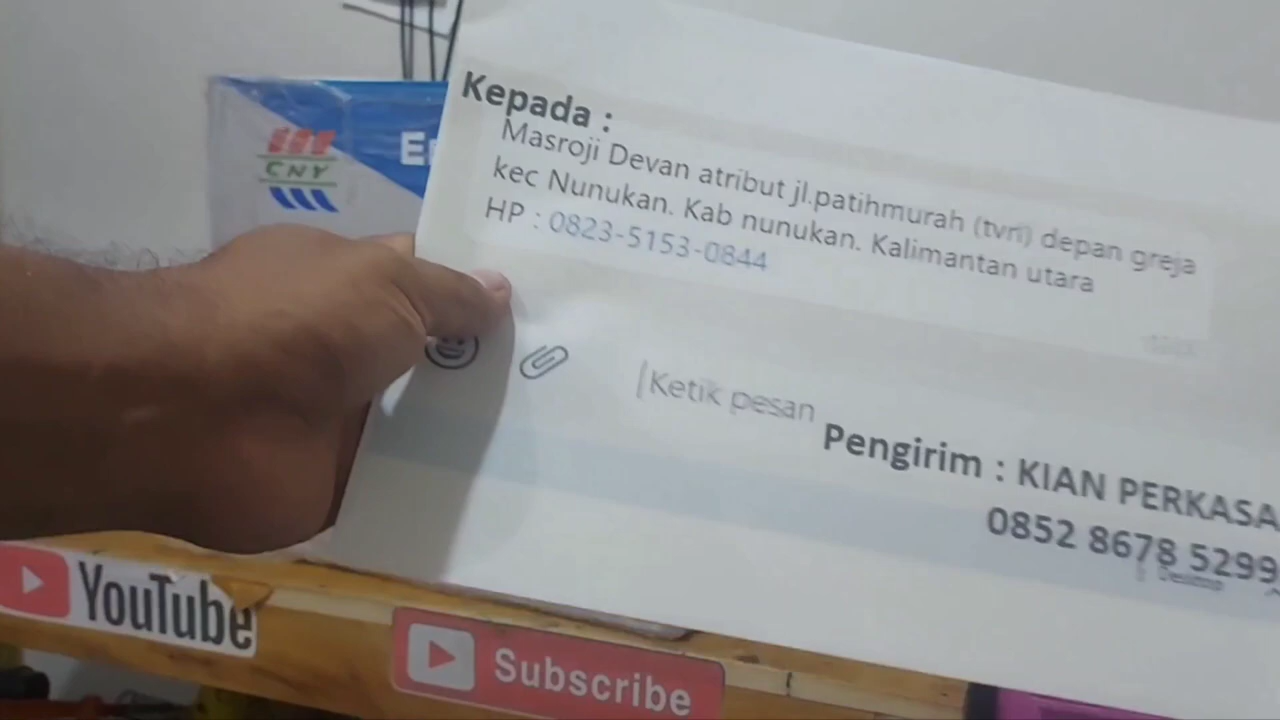 CNY
Kepada :
Masroji Devan atribut jl.patihmurah (tvri) depan greja
kec Nunukan. Kab nunukan. Kalimantan utara
HP : 0823-5153-0844
Ketik pesan
Pengirim : KIAN PERKASA
0852 8678 5299
YouTube
Subscribe